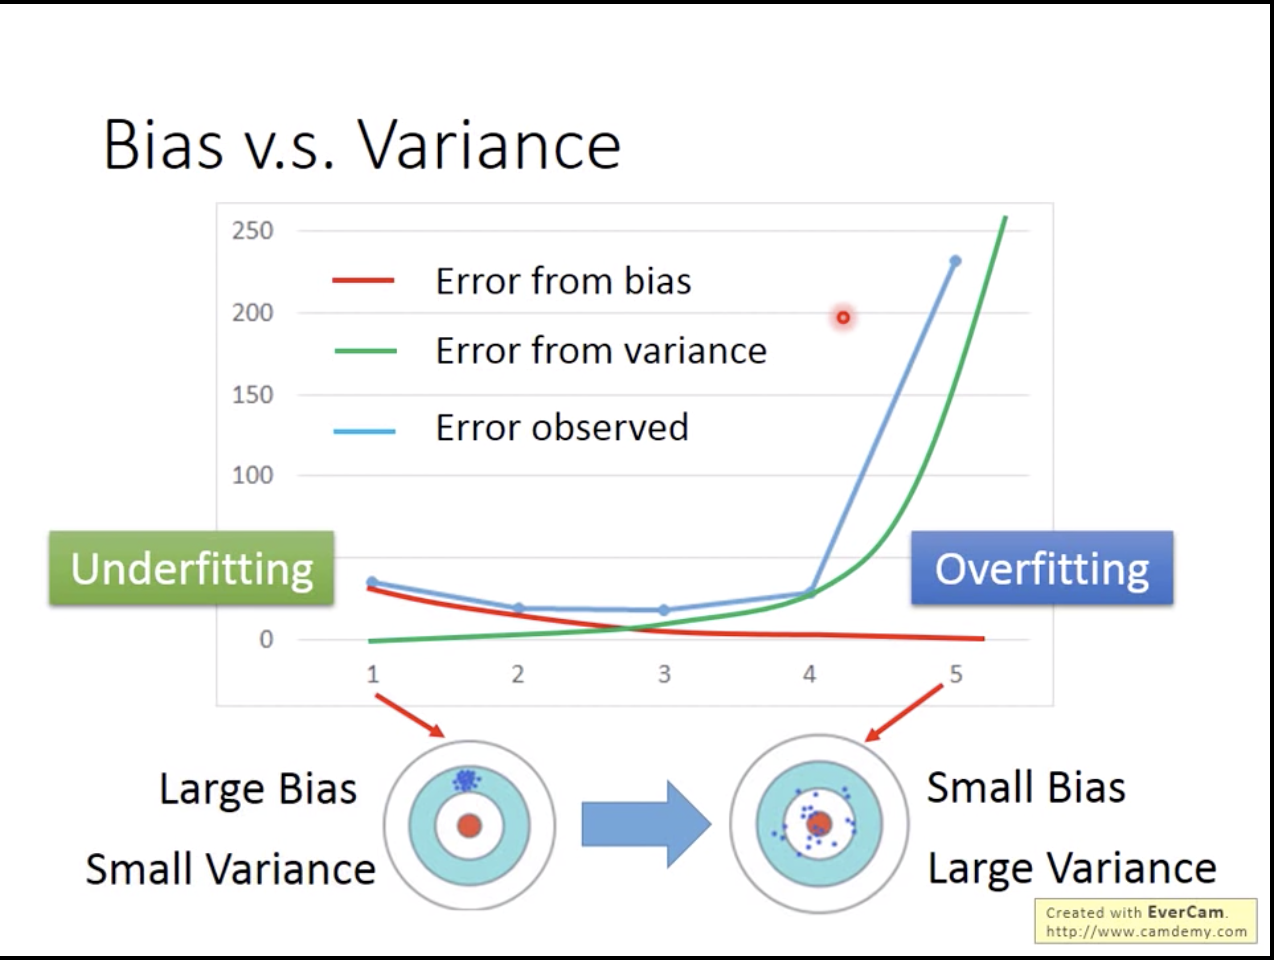 Bias v.s. Variance
250
200
150
100
0
Error from bias
Error from variance
Error observed
Underfitting
Overfitting
1 2 3 4 5
Large Bias
Small Variance
Small Bias
Large Variance
Created with EverCam.
http://www.camdemy.com